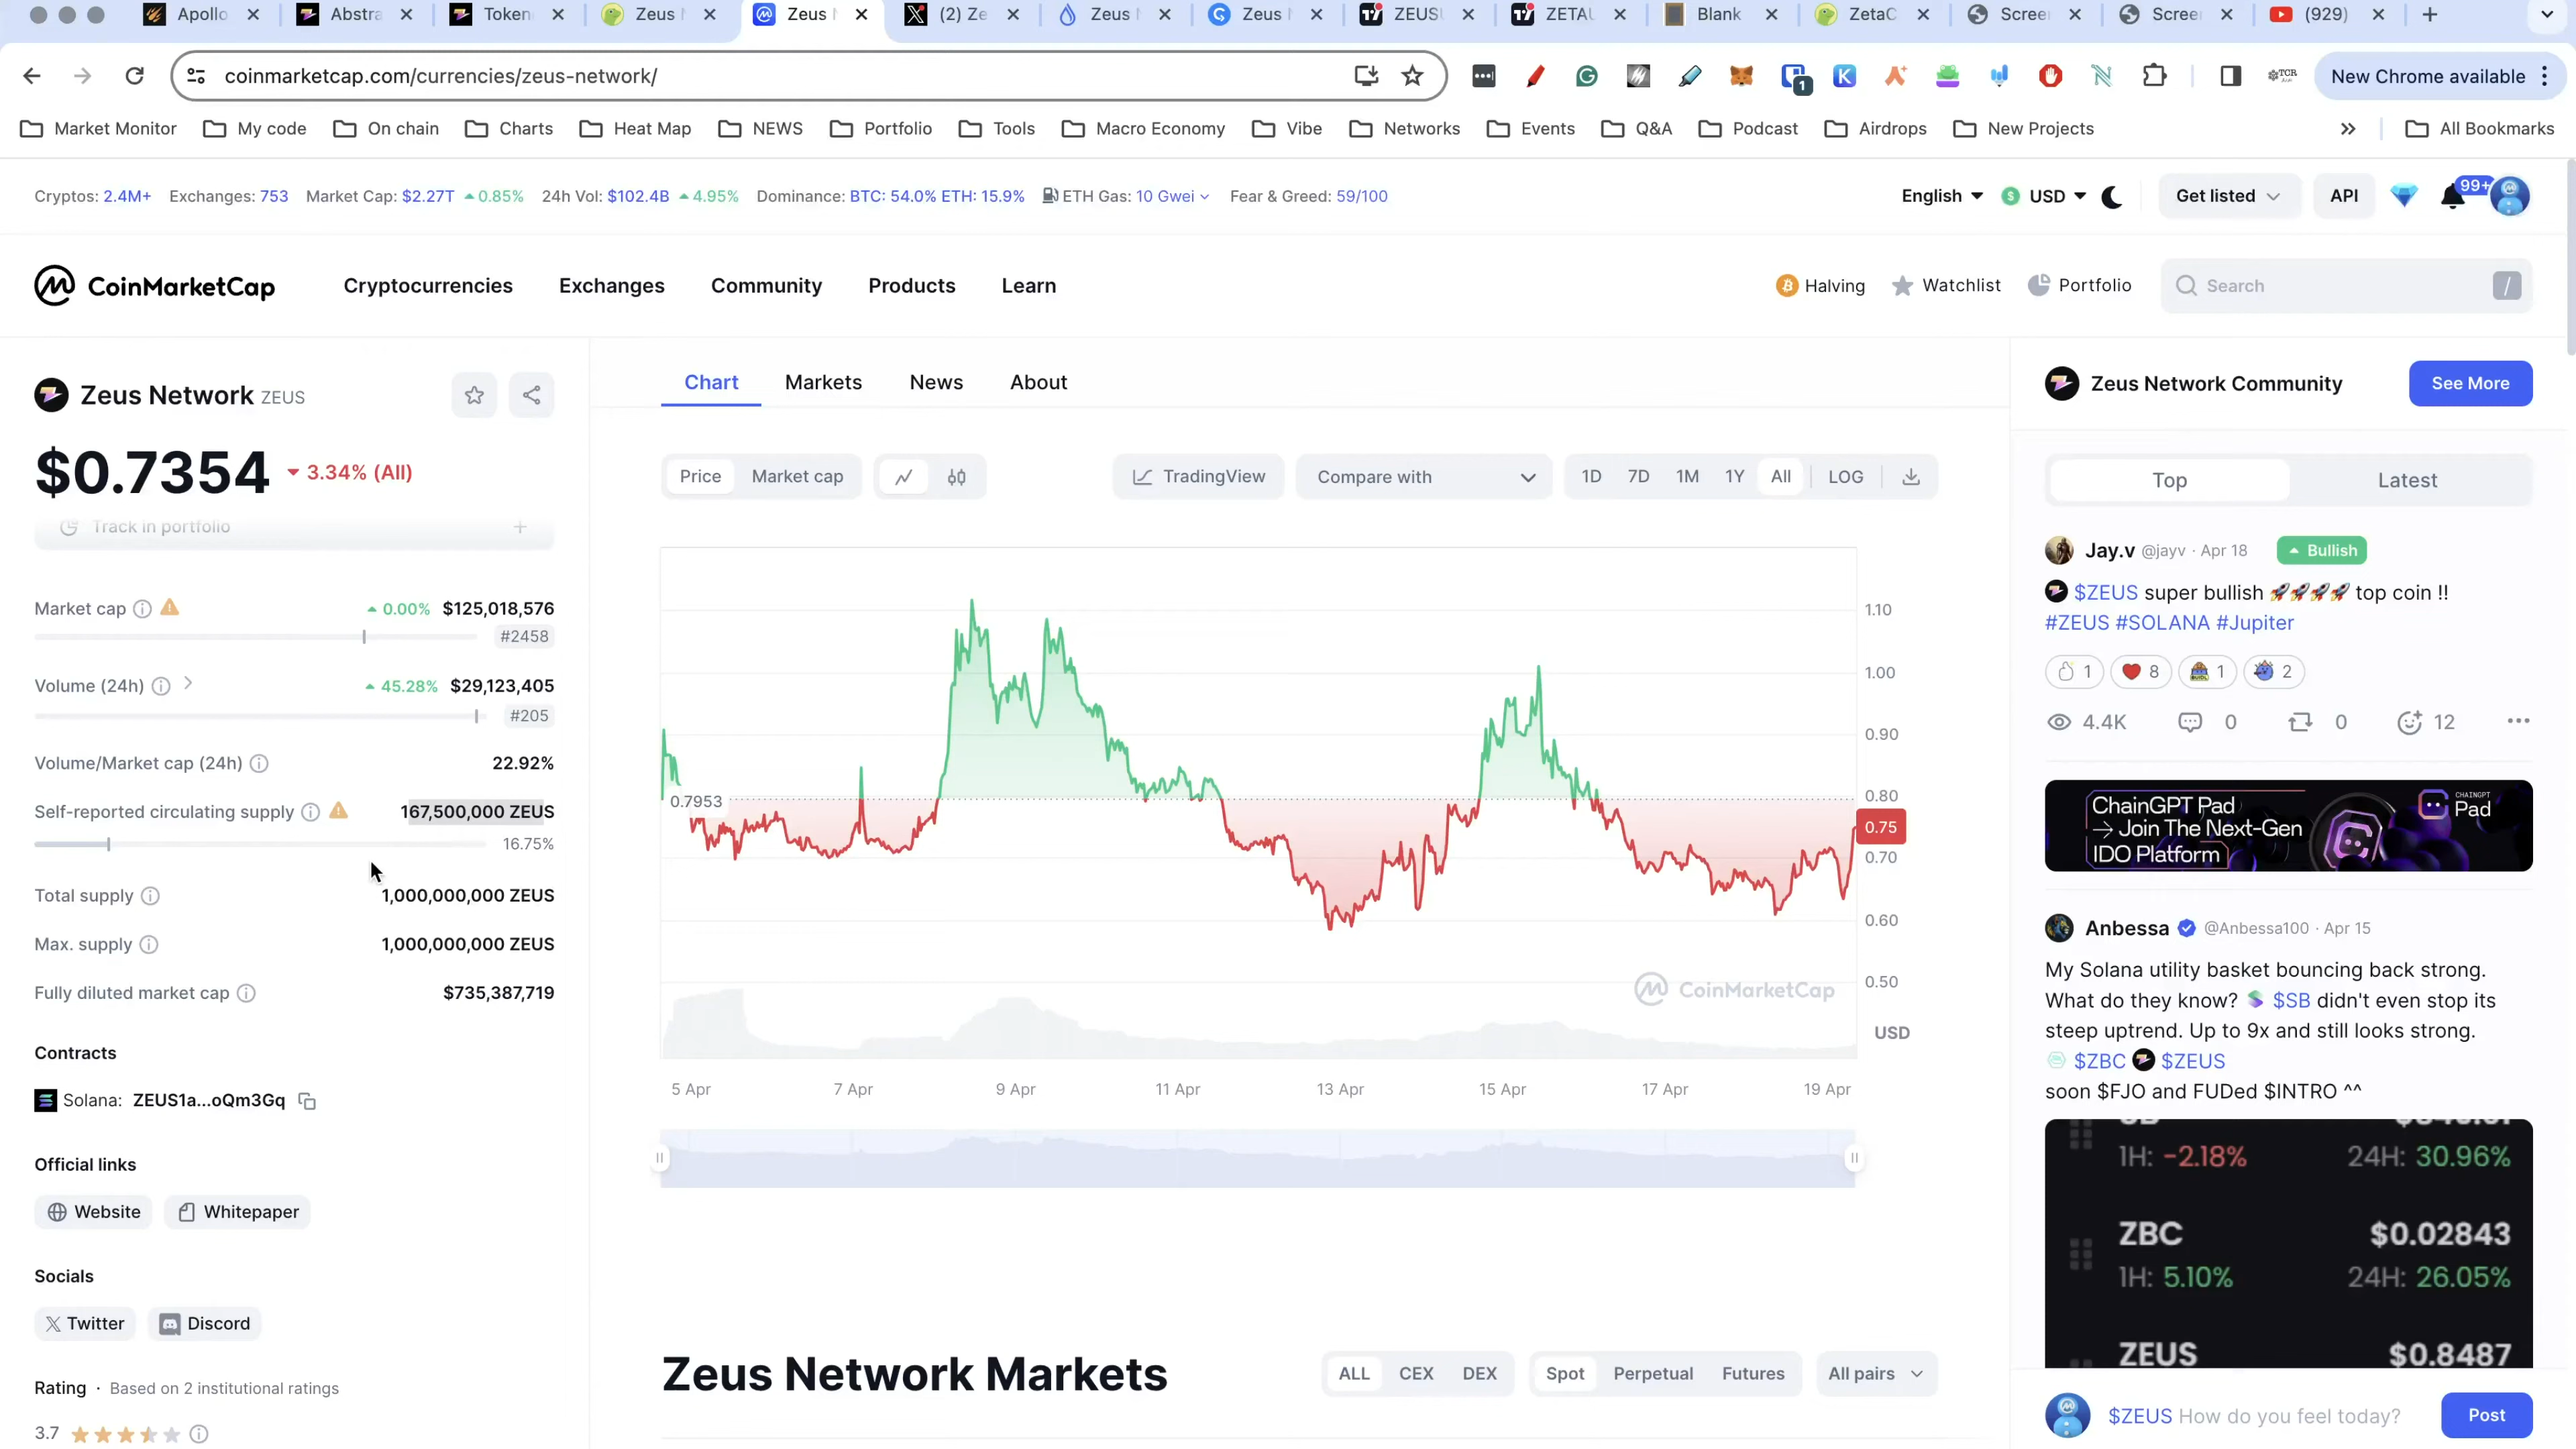 Apollo
Abstra
Token
Zeus
Zeus
(2) Ze
Zeus
Zeus
ZEUS
ZETAU
Blank
ZetaC
Scree
Scree
(929)
coinmarketcap.com/currencies/zeus-network/
1
New Chrome available
Market Monitor
My code
On chain
Charts
Heat Map
NEWS
Portfolio
Tools
Macro Economy
Vibe
Networks
Events
Q&A
Podcast
Airdrops
New Projects
All Bookmarks
Cryptos: 2.4M+ Exchanges: 753 Market Cap: $2.27T 0.85% 24h Vol: $102.4B 4.95% Dominance: BTC: 54.0% ETH: 15.9% ETH Gas: 10 Gwei Fear & Greed: 59/100
English
USD
Get listed
API
99+
CoinMarketCap
Cryptocurrencies
Exchanges
Community
Products
Learn
Halving
Watchlist
Portfolio
Search
/
Zeus Network ZEUS
$0.7354 3.34% (All)
Track in portfolio
Market cap 0.00% $125,018,576
#2458
Volume (24h) 45.28% $29,123,405
#205
Volume/Market cap (24h) 22.92%
Self-reported circulating supply 167,500,000 ZEUS
16.75%
Total supply 1,000,000,000 ZEUS
Max. supply 1,000,000,000 ZEUS
Fully diluted market cap $735,387,719
Contracts
Solana: ZEUS1a...oQm3Gq
Official links
Website
Whitepaper
Socials
Twitter
Discord
Rating · Based on 2 institutional ratings
3.7
Chart
Markets
News
About
Price
Market cap
TradingView
Compare with
1D 7D 1M 1Y All LOG
1.10
1.00
0.90
0.80
0.7953
0.75
0.70
0.60
0.50
CoinMarketCap
USD
5 Apr 7 Apr 9 Apr 11 Apr 13 Apr 15 Apr 17 Apr 19 Apr
Zeus Network Markets
ALL CEX DEX
Spot Perpetual Futures
All pairs
Zeus Network Community
See More
Top
Latest
Jay.v @jayv · Apr 18
Bullish
$ZEUS super bullish 🚀🚀🚀🚀 top coin !!
#ZEUS #SOLANA #Jupiter
1 8 1 2
4.4K 0 0 12
ChainGPT Pad
→ Join The Next-Gen
IDO Platform
CHAINGPT
Pad
Anbessa @Anbessa100 · Apr 15
My Solana utility basket bouncing back strong.
What do they know? $SB didn't even stop its
steep uptrend. Up to 9x and still looks strong.
$ZBC $ZEUS
soon $FJO and FUDed $INTRO ^^
1H: -2.18% 24H: 30.96%
ZBC $0.02843
1H: 5.10% 24H: 26.05%
ZEUS $0.8487
$ZEUS How do you feel today?
Post